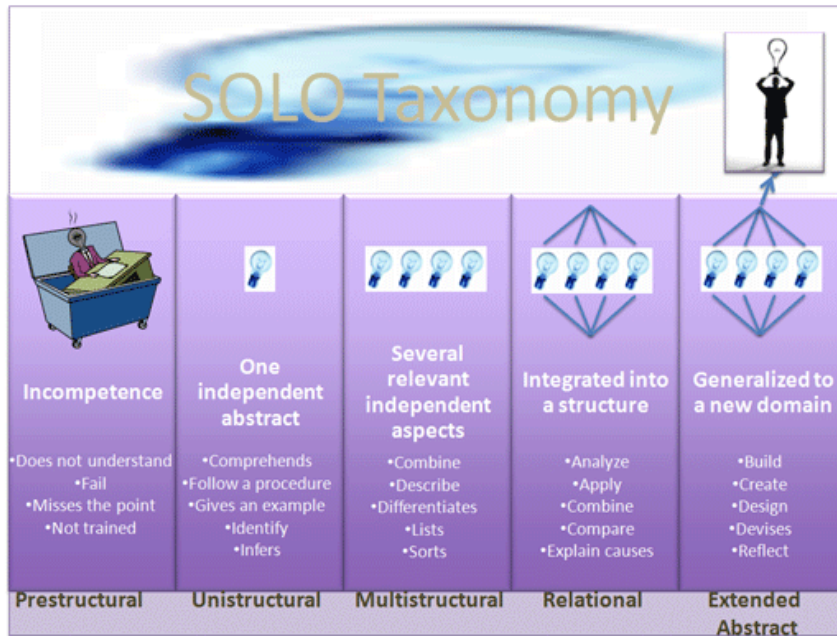 SOLO Taxonomy
Incompetence
•Does not understand
•Fail
•Misses the point
•Not trained
Prestructural
One
independent
abstract
•Comprehends
•Follow a procedure
•Gives an example
•Identify
•Infers
Unistructural
Several
relevant
independent
aspects
•Combine
•Describe
•Differentiates
•Lists
•Sorts
Multistructural
Integrated into
a structure
•Analyze
•Apply
•Combine
•Compare
•Explain causes
Relational
Generalized to
a new domain
•Build
•Create
•Design
•Devises
•Reflect
Extended
Abstract